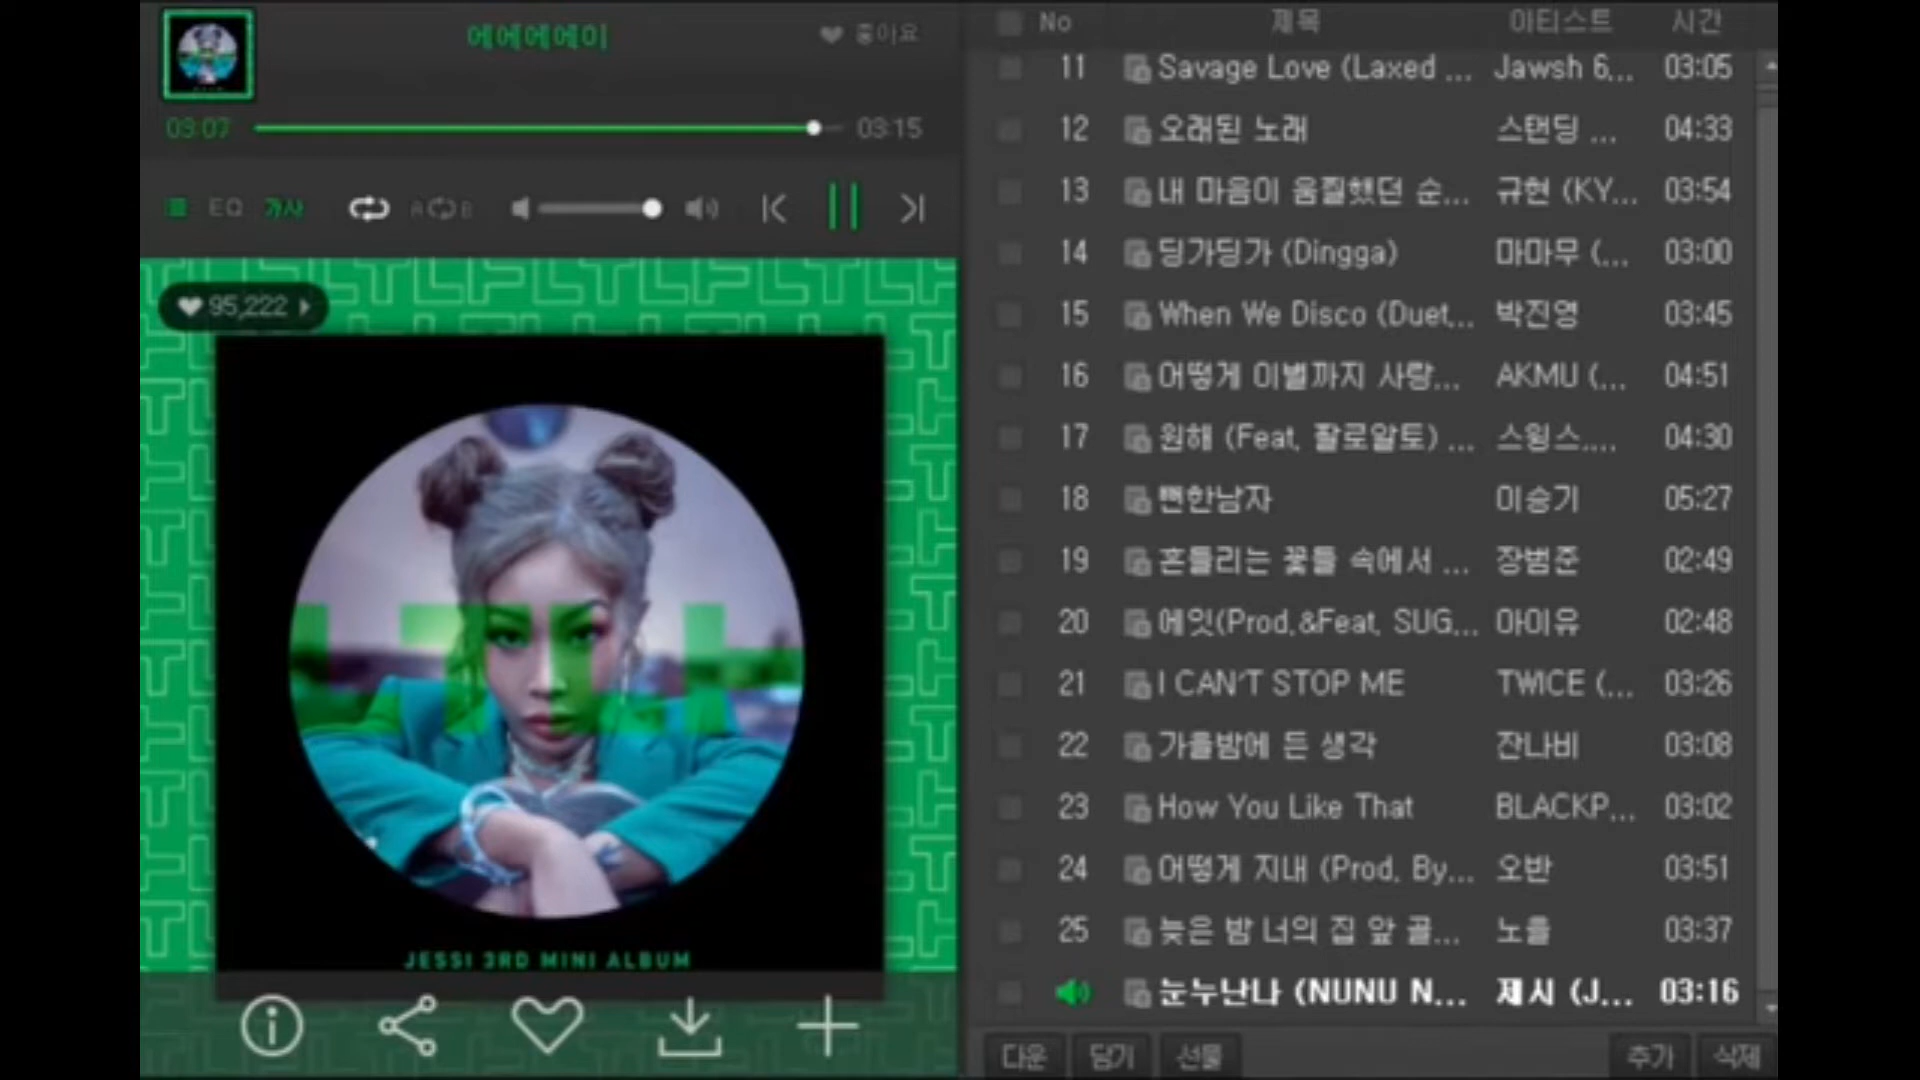 에에에에이
좋아요
03:07
03:15
EQ 가사
A B
95,222
JESSI 3RD MINI ALBUM
No 제목 아티스트 시간
11 Savage Love (Laxed ... Jawsh 6... 03:05
12 오래된 노래 스탠딩 ... 04:33
13 내 마음이 움찔했던 순... 규현 (KY... 03:54
14 딩가딩가 (Dingga) 마마무 (... 03:00
15 When We Disco (Duet... 박진영 03:45
16 어떻게 이별까지 사랑... AKMU (... 04:51
17 원해 (Feat. 팔로알토) ... 스윙스.... 04:30
18 뻔한남자 이승기 05:27
19 흔들리는 꽃들 속에서 ... 장범준 02:49
20 에잇(Prod.&Feat. SUG... 아이유 02:48
21 I CAN'T STOP ME TWICE (... 03:26
22 가을밤에 든 생각 잔나비 03:08
23 How You Like That BLACKP... 03:02
24 어떻게 지내 (Prod. By... 오반 03:51
25 늦은 밤 너의 집 앞 골... 노을 03:37
눈누난나 (NUNU N... 제시 (J... 03:16
다운 담기 선물 추가 삭제